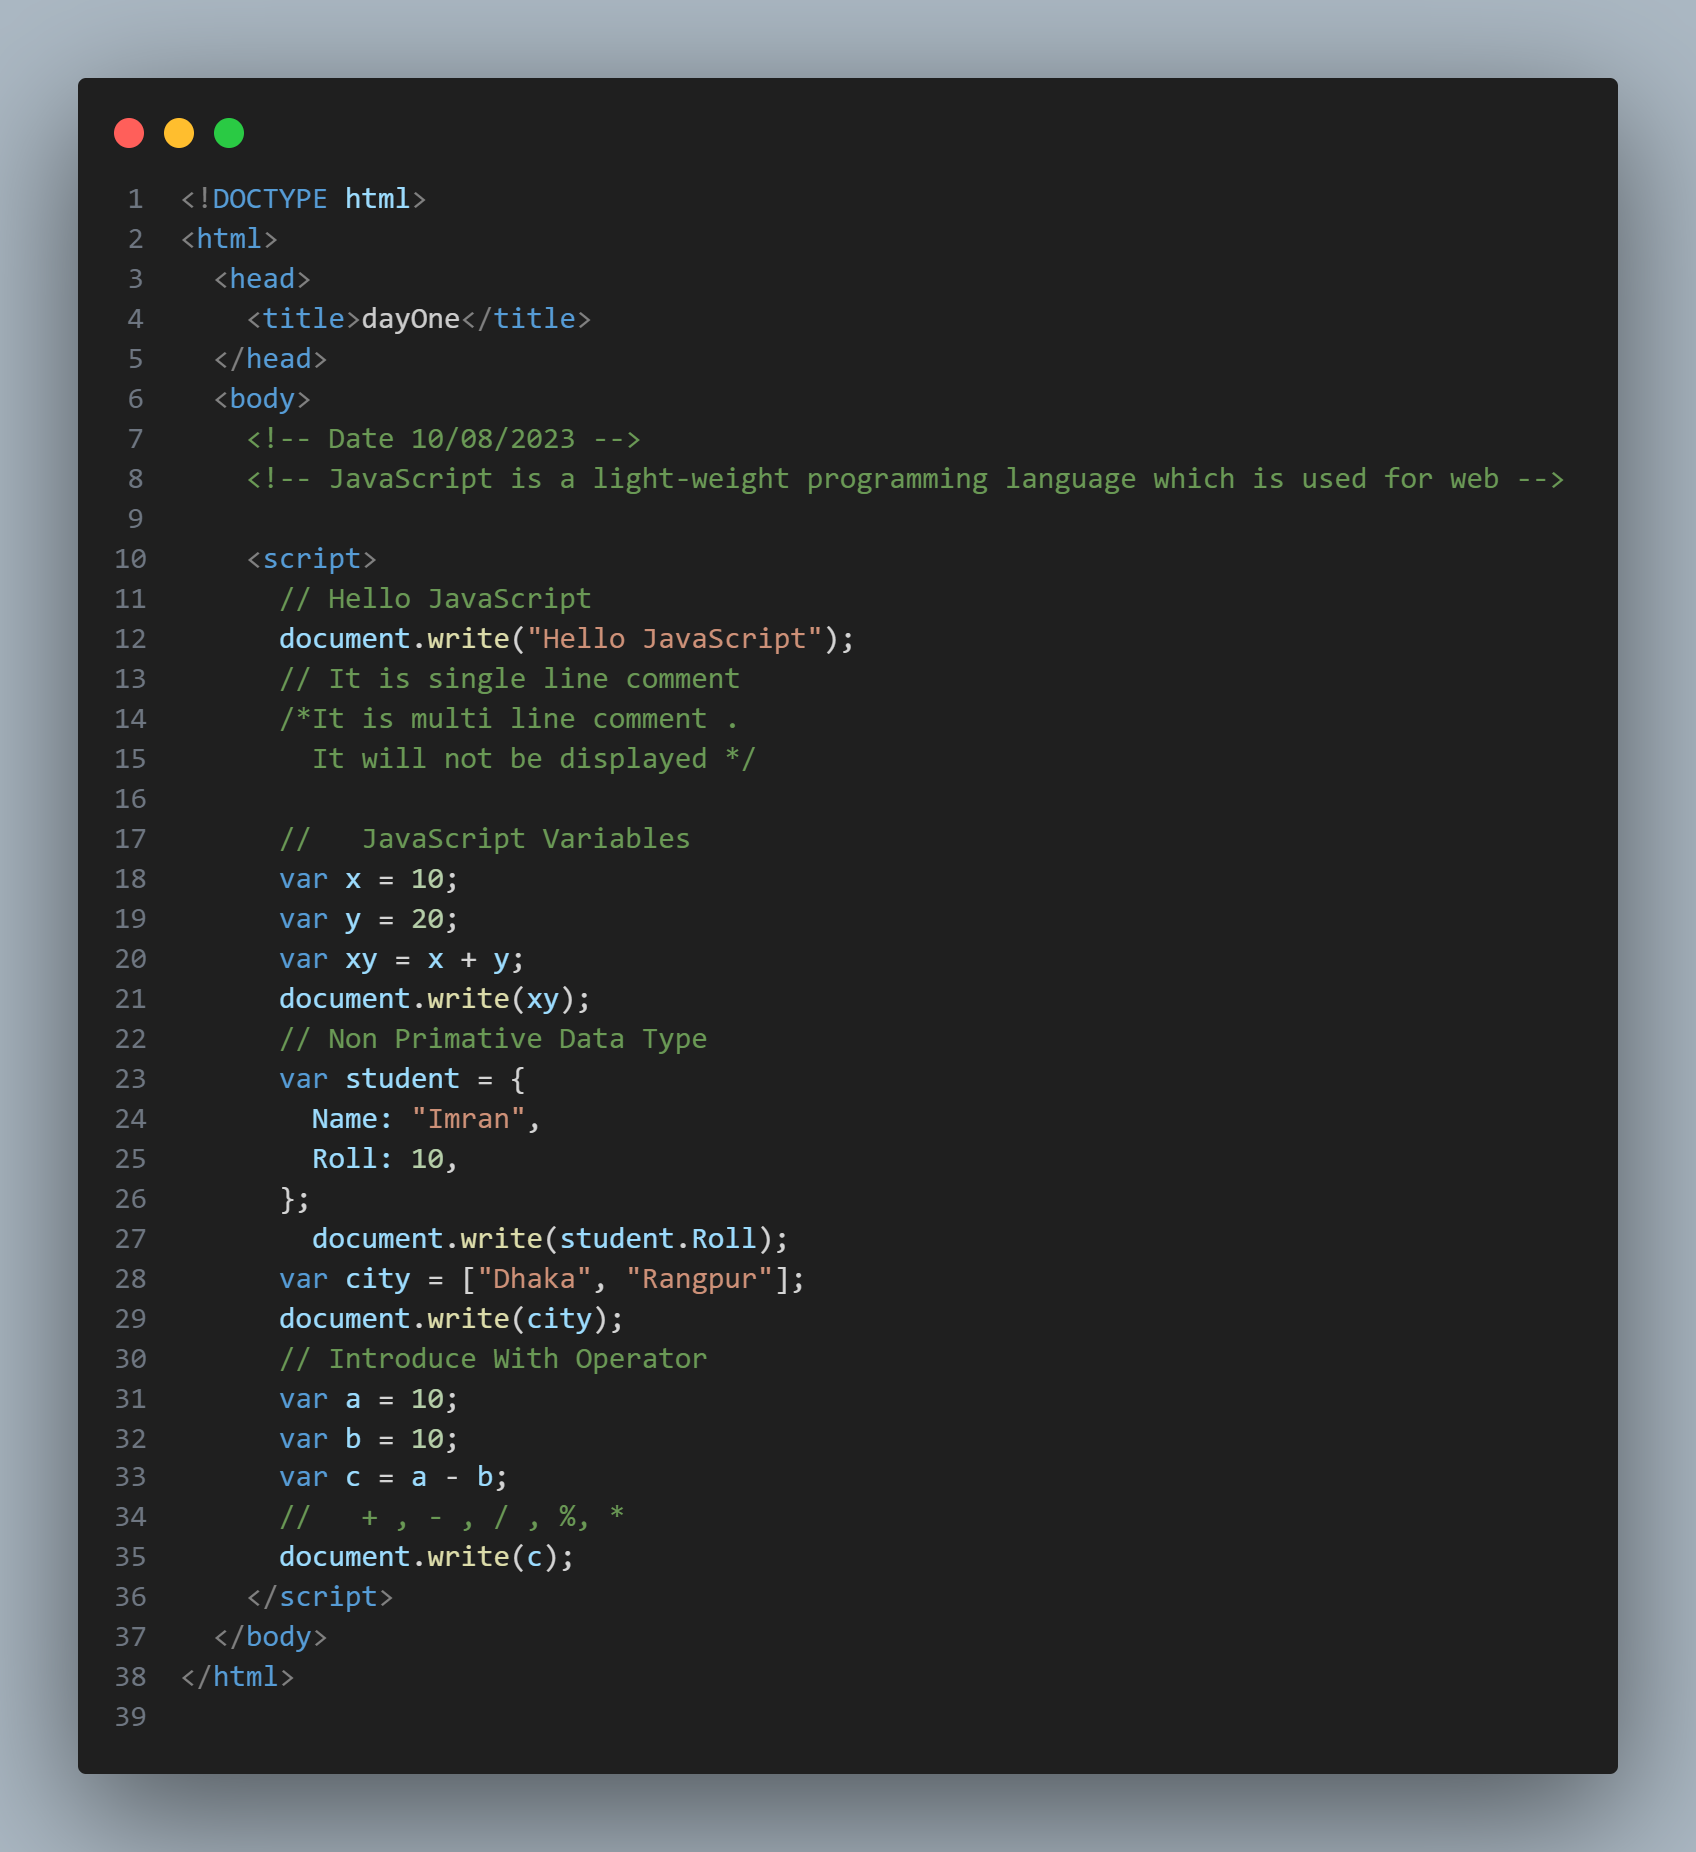 1 <!DOCTYPE html>
2 <html>
3   <head>
4     <title>dayOne</title>
5   </head>
6   <body>
7     <!-- Date 10/08/2023 -->
8     <!-- JavaScript is a light-weight programming language which is used for web -->
9
10     <script>
11       // Hello JavaScript
12       document.write("Hello JavaScript");
13       // It is single line comment
14       /*It is multi line comment .
15         It will not be displayed */
16
17       //   JavaScript Variables
18       var x = 10;
19       var y = 20;
20       var xy = x + y;
21       document.write(xy);
22       // Non Primative Data Type
23       var student = {
24         Name: "Imran",
25         Roll: 10,
26       };
27         document.write(student.Roll);
28       var city = ["Dhaka", "Rangpur"];
29       document.write(city);
30       // Introduce With Operator
31       var a = 10;
32       var b = 10;
33       var c = a - b;
34       //   + , - , / , %, *
35       document.write(c);
36     </script>
37   </body>
38 </html>
39